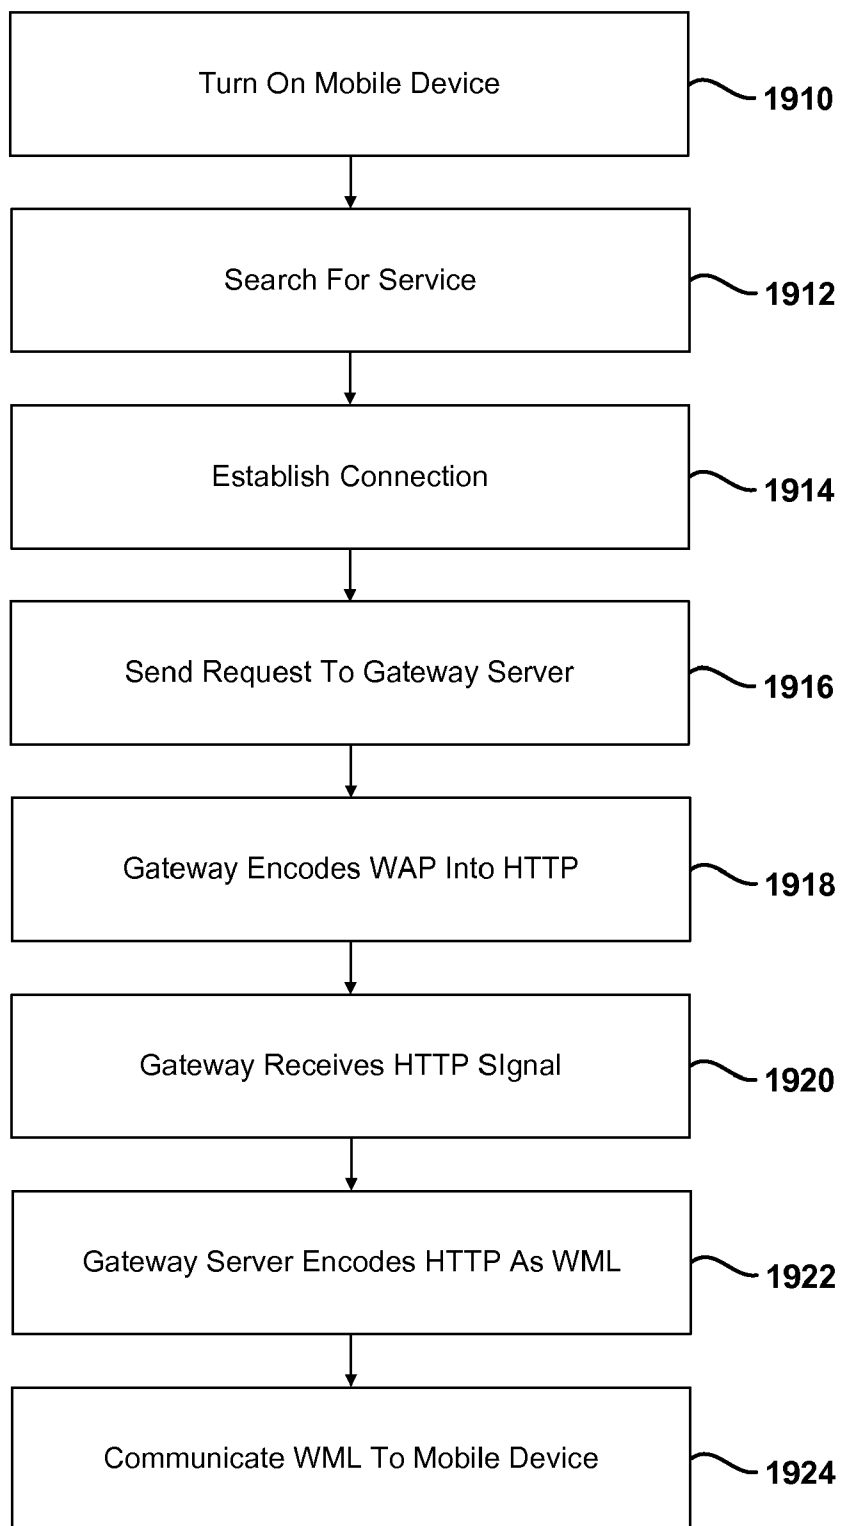 Turn On Mobile Device
1910
Search For Service
1912
Establish Connection
1914
Send Request To Gateway Server
1916
Gateway Encodes WAP Into HTTP
1918
Gateway Receives HTTP SIgnal
1920
Gateway Server Encodes HTTP As WML
1922
Communicate WML To Mobile Device
1924